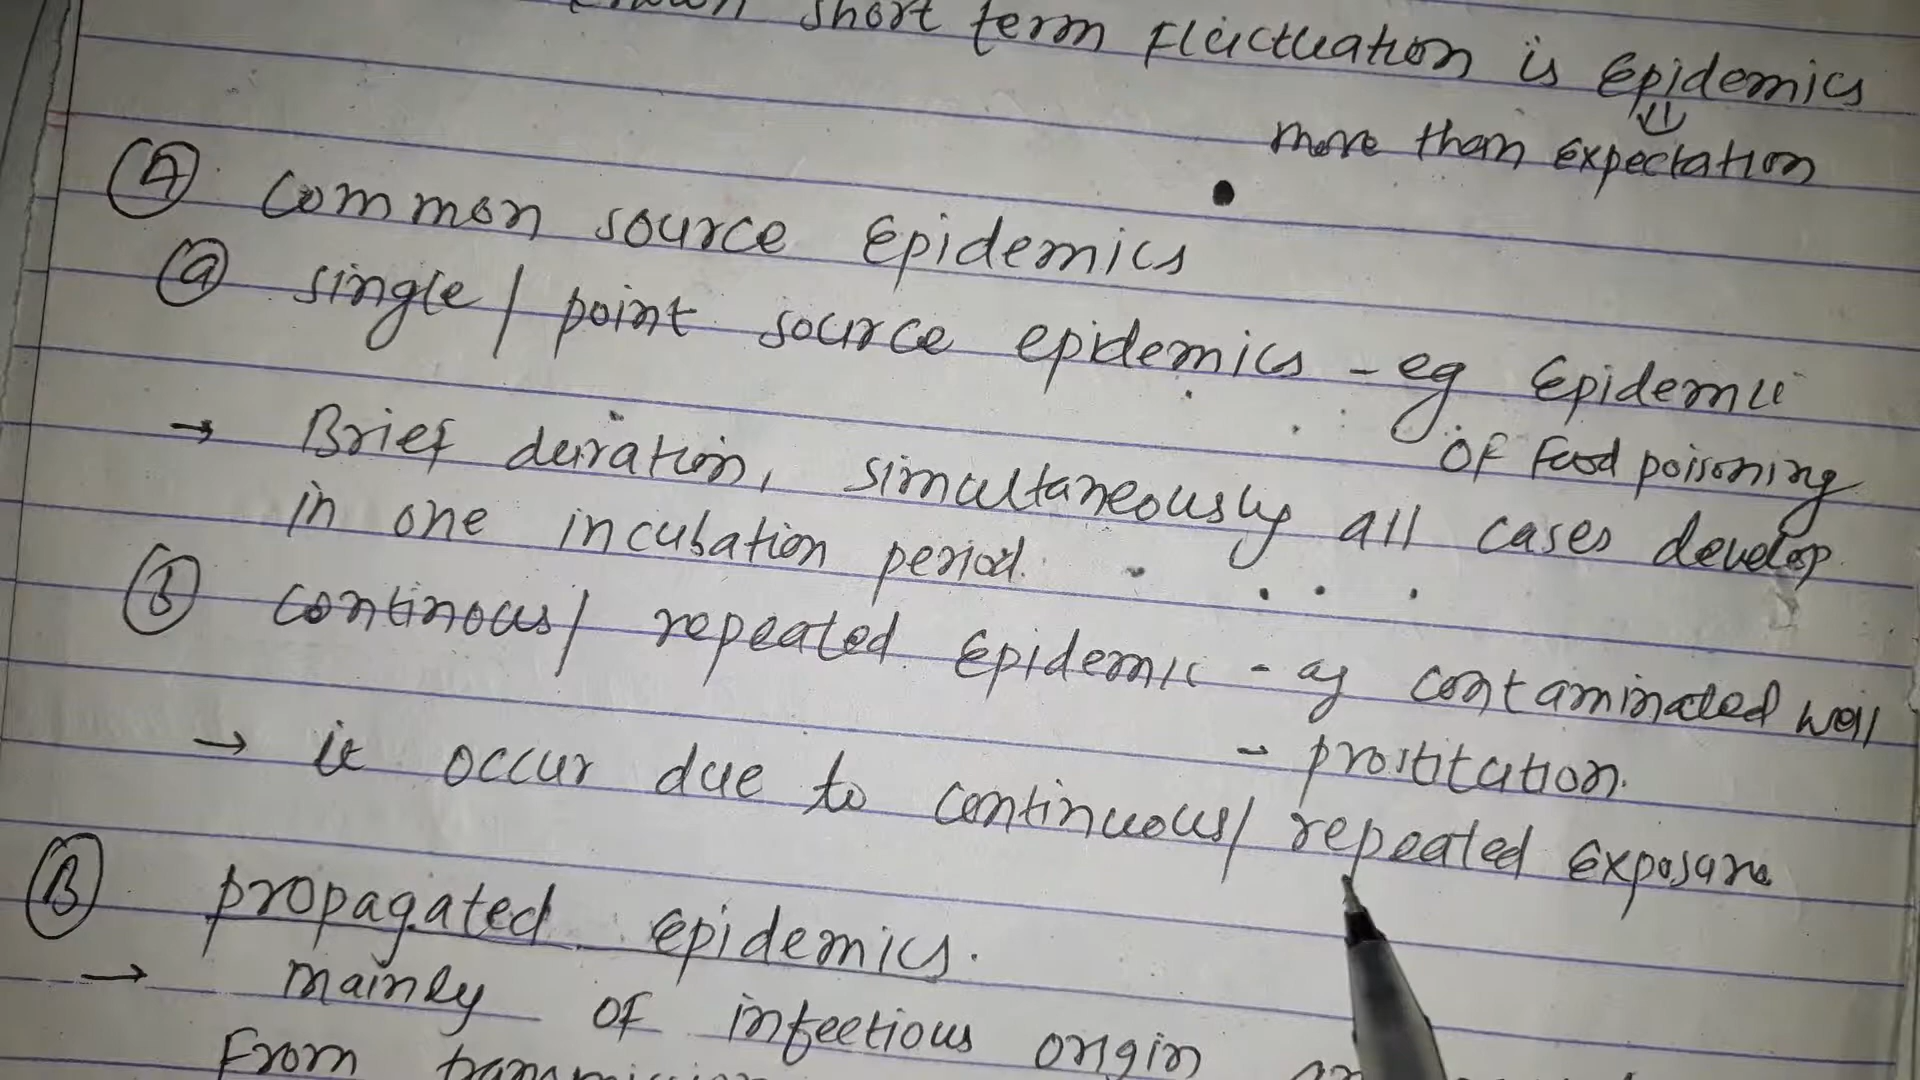 short term Fluctuation is Epidemics
⇓
more than expectation
Ⓐ Common source Epidemics
ⓐ single / point source epidemics - eg Epidemic
of Food poisoning
→ Brief duration, simultaneously all cases develop
in one incubation period.
ⓑ continous / repeated Epidemic - eg contaminated well
- prostitution.
→ it occur due to continuous / repeated exposure
Ⓑ propagated epidemics.
→ mainly of infectious origin
From